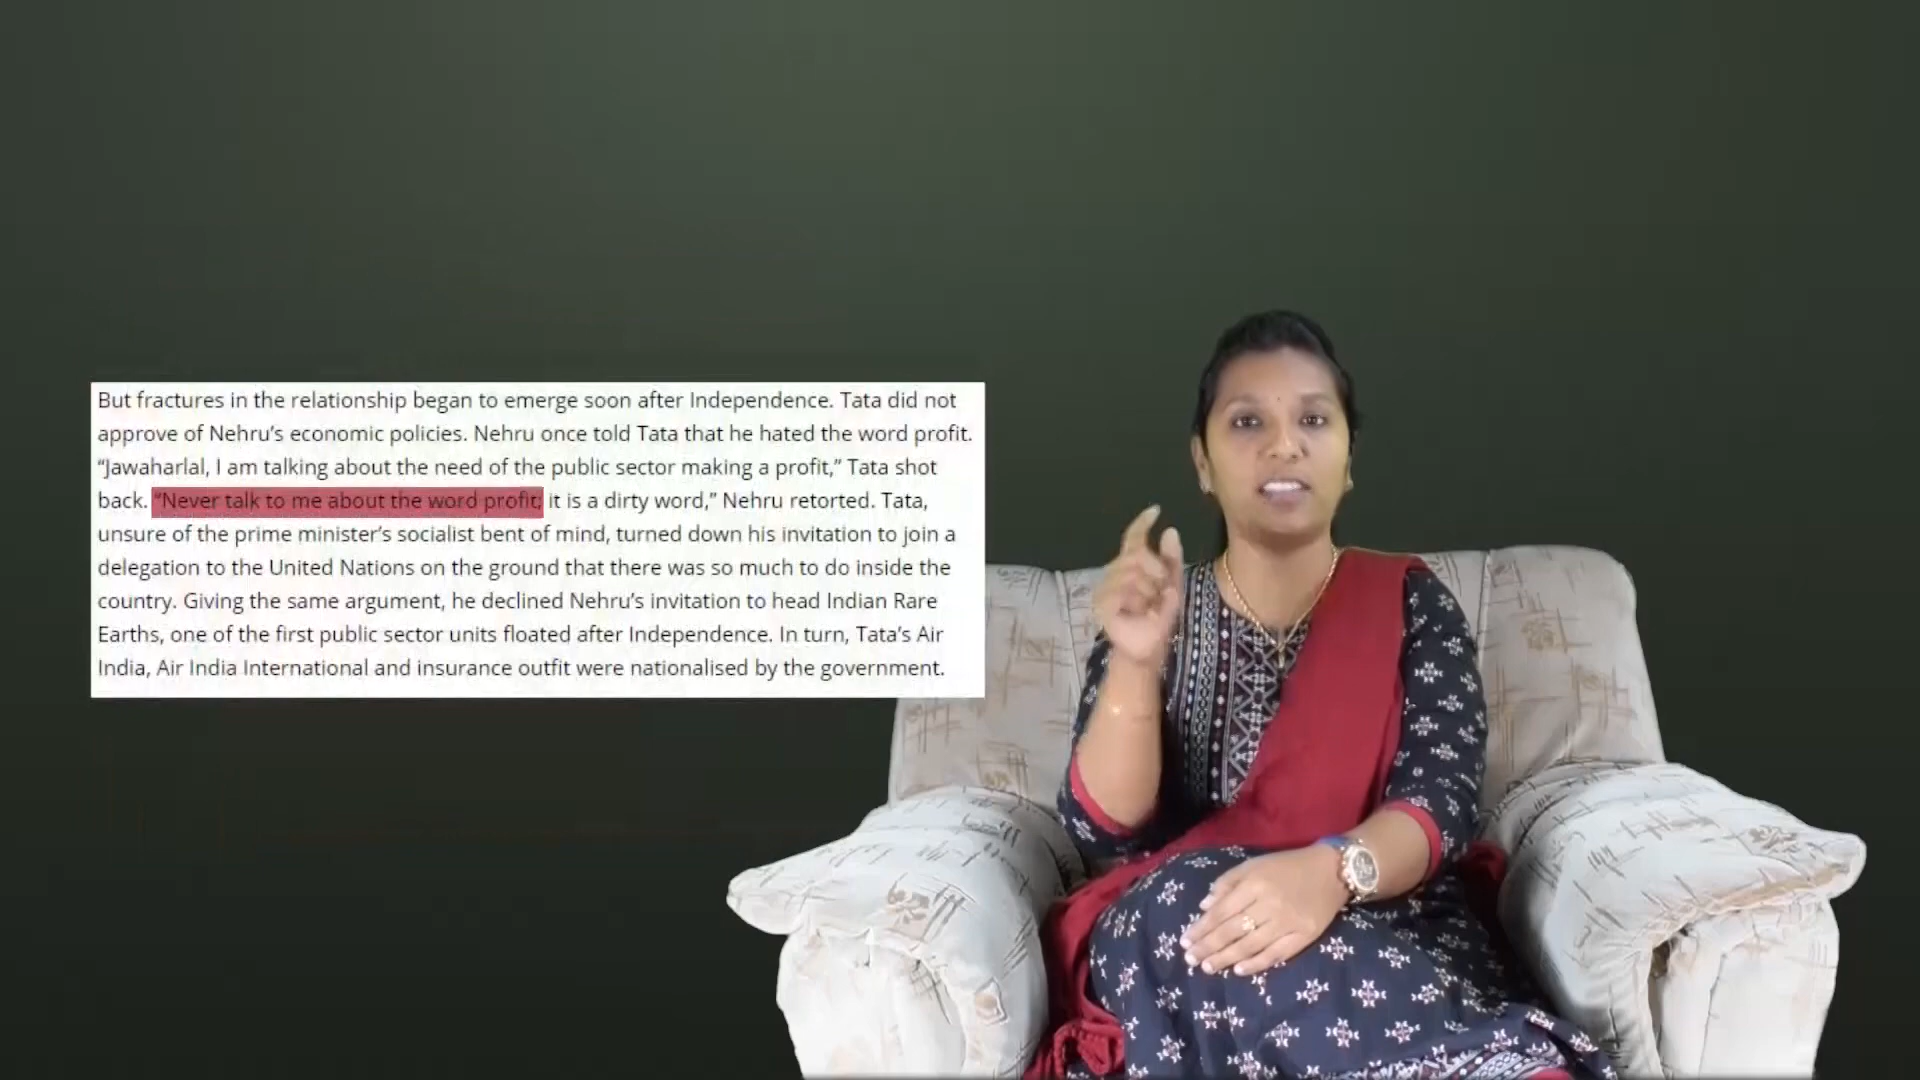 But fractures in the relationship began to emerge soon after Independence. Tata did not
approve of Nehru’s economic policies. Nehru once told Tata that he hated the word profit.
“Jawaharlal, I am talking about the need of the public sector making a profit,” Tata shot
back. “Never talk to me about the word profit; it is a dirty word,” Nehru retorted. Tata,
unsure of the prime minister’s socialist bent of mind, turned down his invitation to join a
delegation to the United Nations on the ground that there was so much to do inside the
country. Giving the same argument, he declined Nehru’s invitation to head Indian Rare
Earths, one of the first public sector units floated after Independence. In turn, Tata’s Air
India, Air India International and insurance outfit were nationalised by the government.